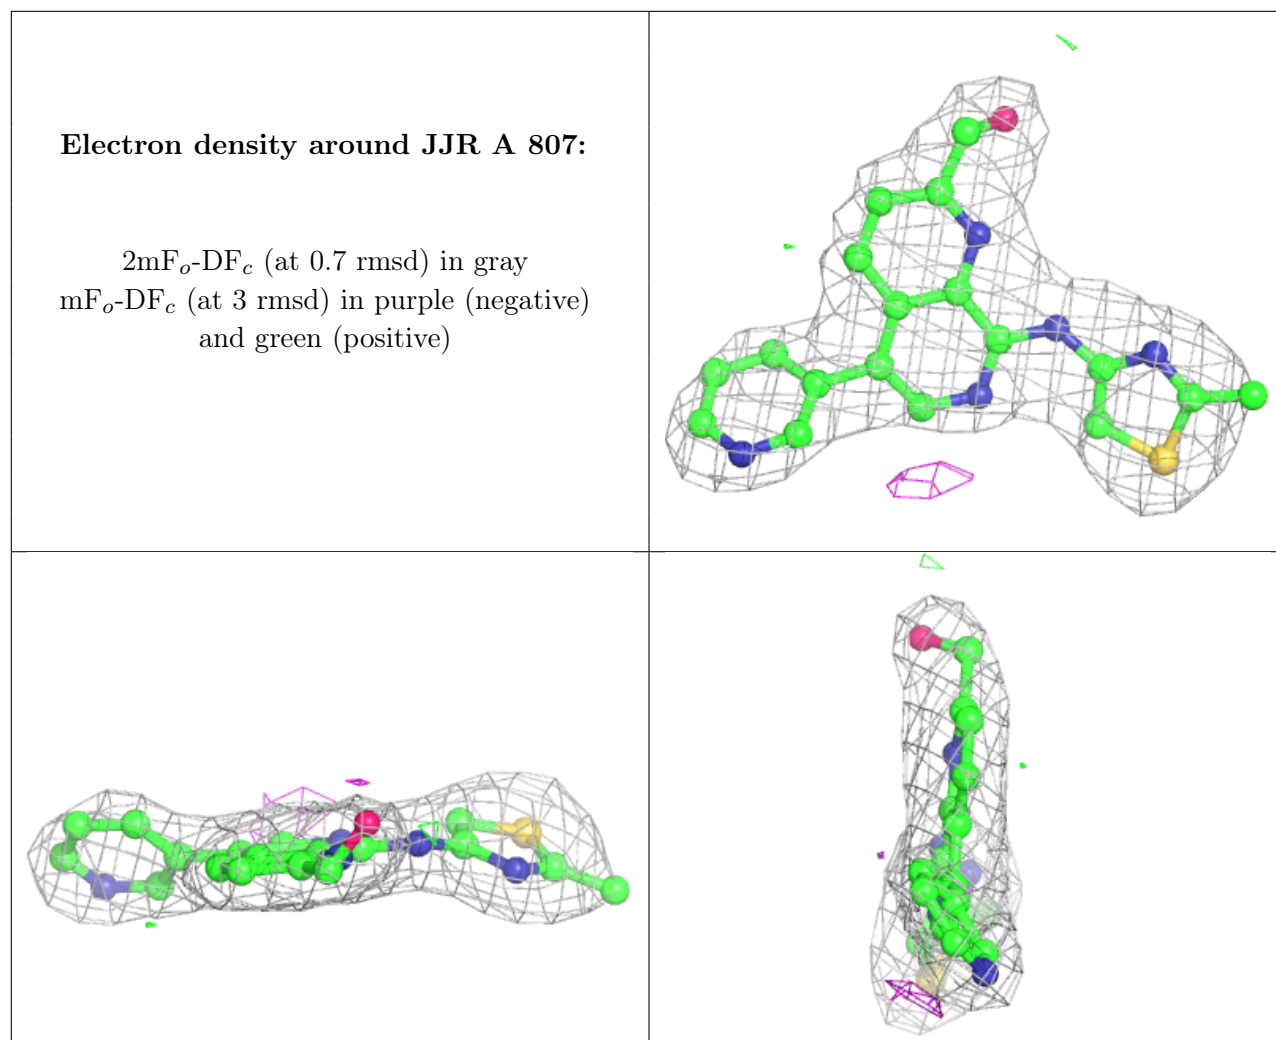 Electron density around JJR A 807:
2mFo-DFc (at 0.7 rmsd) in gray
mFo-DFc (at 3 rmsd) in purple (negative)
and green (positive)